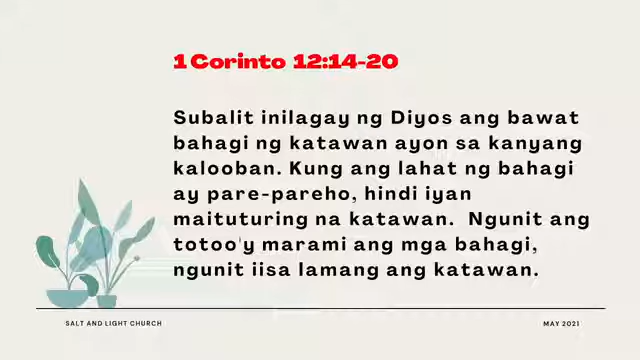 1 Corinto 12:14-20
Subalit inilagay ng Diyos ang bawat
bahagi ng katawan ayon sa kanyang
kalooban. Kung ang lahat ng bahagi
ay pare-pareho, hindi iyan
maituturing na katawan. Ngunit ang
totoo'y marami ang mga bahagi,
ngunit iisa lamang ang katawan.
SALT AND LIGHT CHURCH
MAY 2021